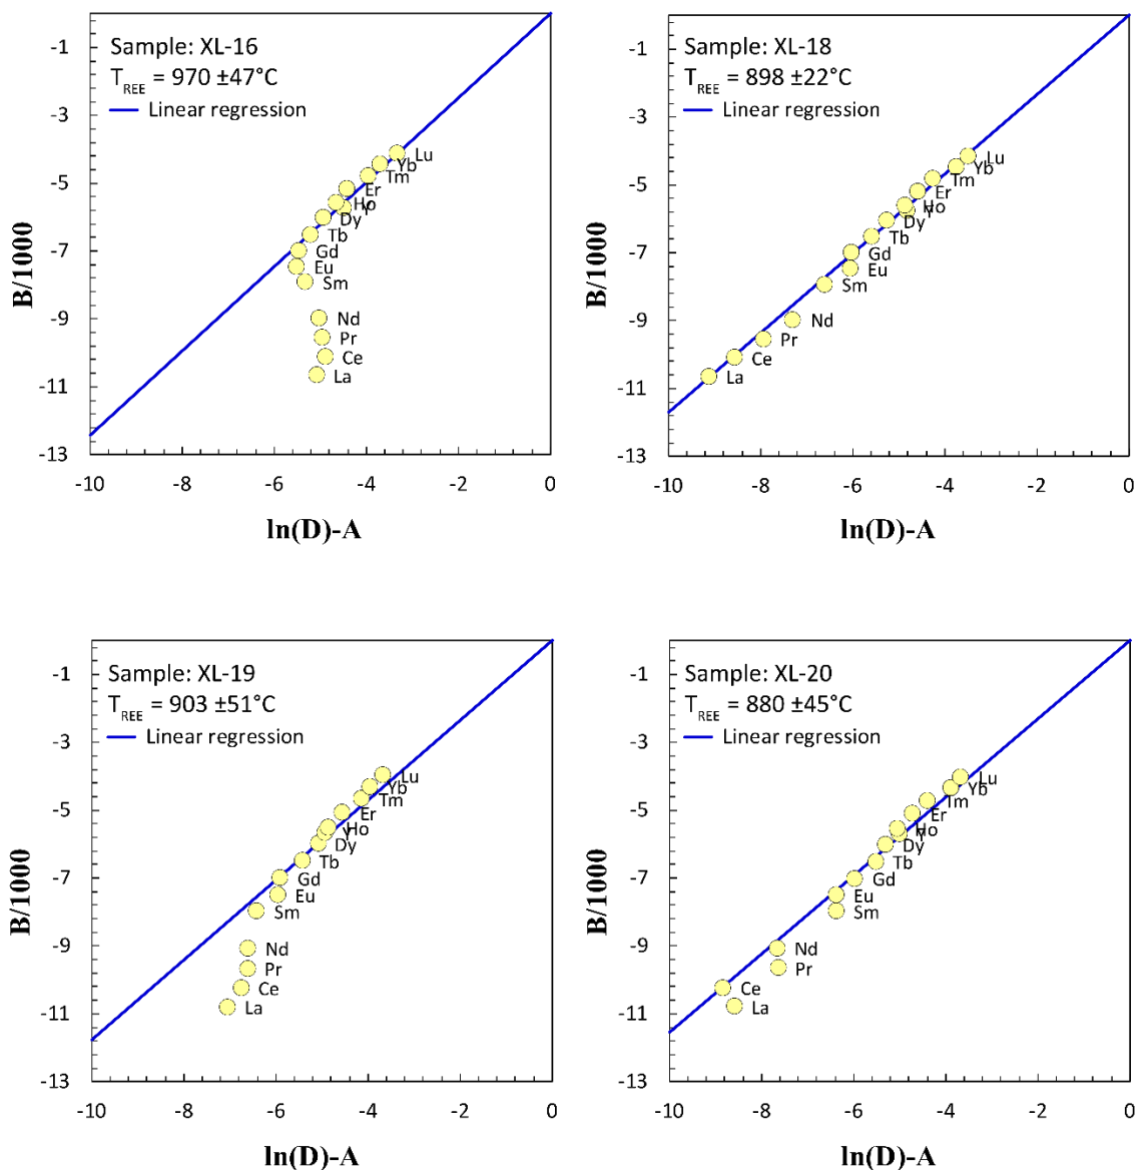 Sample: XL-16
T_REE = 970 ±47°C
Linear regression
-1
-3
-5
-7
-9
-11
-13
B/1000
Lu
Yb
Tm
Er
Ho
Y
Dy
Tb
Gd
Eu
Sm
Nd
Pr
Ce
La
-10 -8 -6 -4 -2 0
ln(D)-A
Sample: XL-18
T_REE = 898 ±22°C
Linear regression
-1
-3
-5
-7
-9
-11
-13
B/1000
Lu
Yb
Tm
Er
Ho
Y
Dy
Tb
Gd
Eu
Sm
Nd
Pr
Ce
La
-10 -8 -6 -4 -2 0
ln(D)-A
Sample: XL-19
T_REE = 903 ±51°C
Linear regression
-1
-3
-5
-7
-9
-11
-13
B/1000
Lu
Yb
Tm
Er
Ho
Y
Dy
Tb
Gd
Eu
Sm
Nd
Pr
Ce
La
-10 -8 -6 -4 -2 0
ln(D)-A
Sample: XL-20
T_REE = 880 ±45°C
Linear regression
-1
-3
-5
-7
-9
-11
-13
B/1000
Lu
Yb
Tm
Er
Ho
Y
Dy
Tb
Gd
Eu
Sm
Nd
Pr
Ce
La
-10 -8 -6 -4 -2 0
ln(D)-A